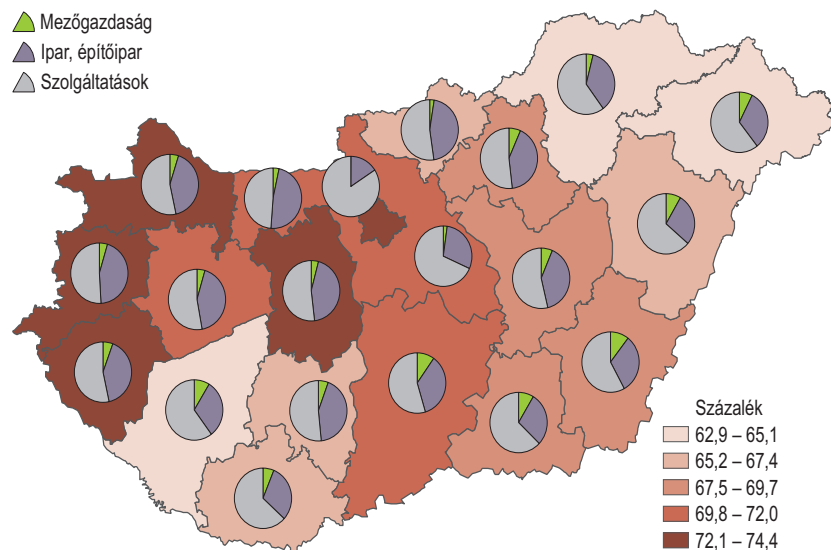 Mezőgazdaság
Ipar, építőipar
Szolgáltatások
Százalék
62,9 – 65,1
65,2 – 67,4
67,5 – 69,7
69,8 – 72,0
72,1 – 74,4